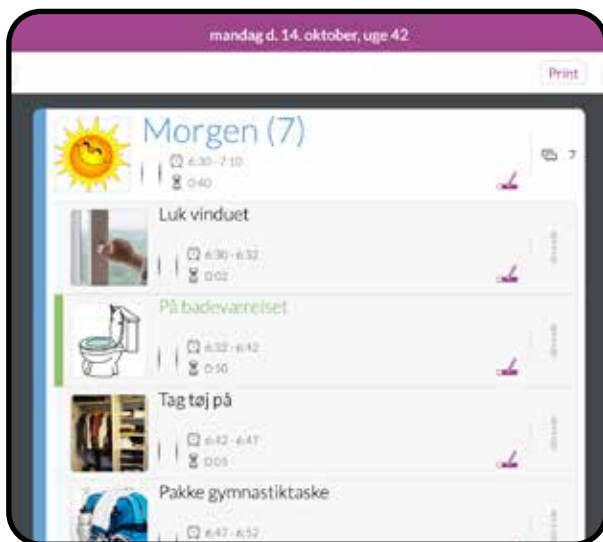 mandag d. 14. oktober, uge 42
Print
Morgen (7)
6:30 - 7:10
7
0:40
Luk vinduet
6:30 - 6:32
0:02
På badeværelset
6:32 - 6:42
Tag tøj på
6:42 - 6:47
0:05
Pakke gymnastiktaske
6:47 - 6:52